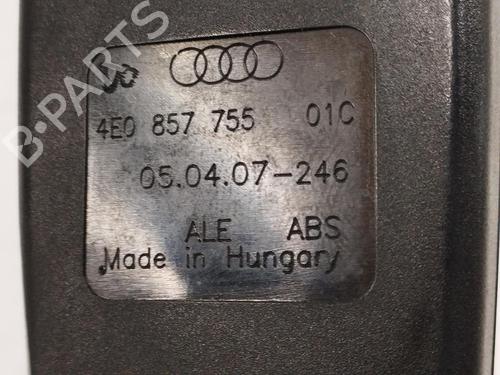 4E0 857 755 01C
05.04.07-246
ALE ABS
Made in Hungary
B-PARTS